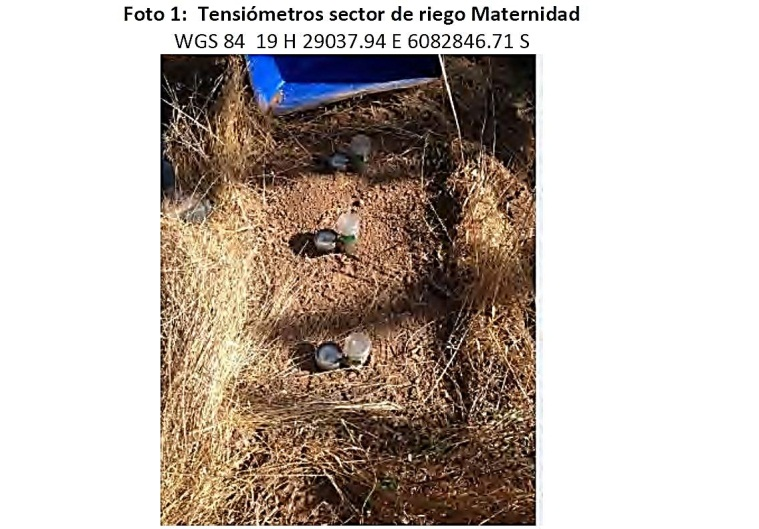 Foto 1:  Tensiómetros sector de riego Maternidad
WGS 84  19 H 29037.94 E 6082846.71 S